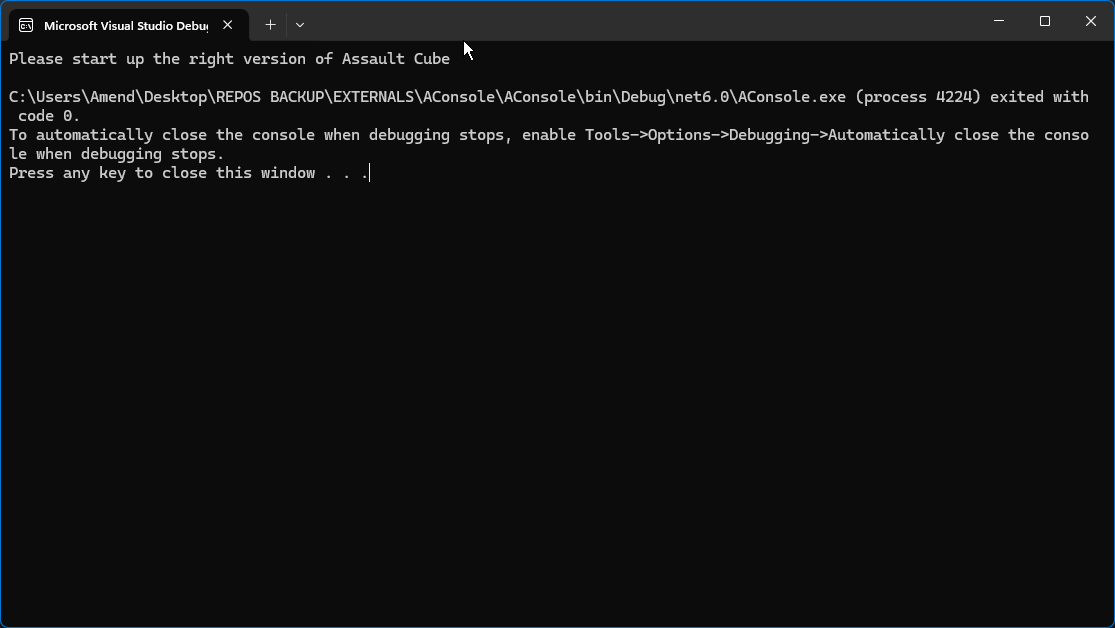 Microsoft Visual Studio Debug
Please start up the right version of Assault Cube
C:\Users\Amend\Desktop\REPOS BACKUP\EXTERNALS\AConsole\AConsole\bin\Debug\net6.0\AConsole.exe (process 4224) exited with
 code 0.
To automatically close the console when debugging stops, enable Tools->Options->Debugging->Automatically close the conso
le when debugging stops.
Press any key to close this window . . .